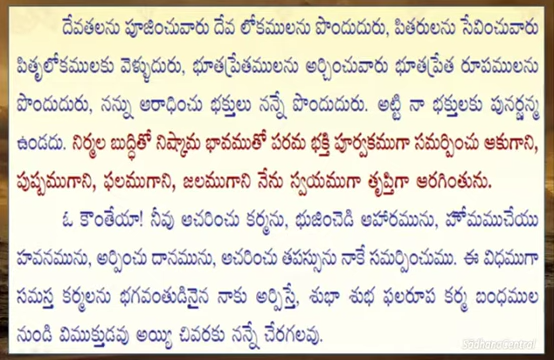 దేవతలను పూజించువారు దేవ లోకములను పొందుదురు, పితరులను సేవించువారు
పితృలోకములకు వెళ్ళుదురు, భూతప్రేతములను అర్చించువారు భూతప్రేత రూపములను
పొందుదురు, నన్ను ఆరాధించు భక్తులు నన్నే పొందుదురు. అట్టి నా భక్తులకు పునర్జన్మ
ఉండదు. నిర్మల బుద్ధితో నిష్కామ భావముతో పరమ భక్తి పూర్వకముగా సమర్పించు ఆకుగాని,
పుష్పముగాని, ఫలముగాని, జలముగాని నేను స్వయముగా తృప్తిగా ఆరగింతును.
ఓ కౌంతేయా! నీవు ఆచరించు కర్మను, భుజించెడి ఆహారమును, హోమముచేయు
హవనమును, అర్పించు దానమును, ఆచరించు తపస్సును నాకే సమర్పించుము. ఈ విధముగా
సమస్త కర్మలను భగవంతుడినైన నాకు అర్పిస్తే, శుభా శుభ ఫలరూప కర్మ బంధముల
నుండి విముక్తుడవు అయ్యి చివరకు నన్నే చేరగలవు.
SadhanaCentral